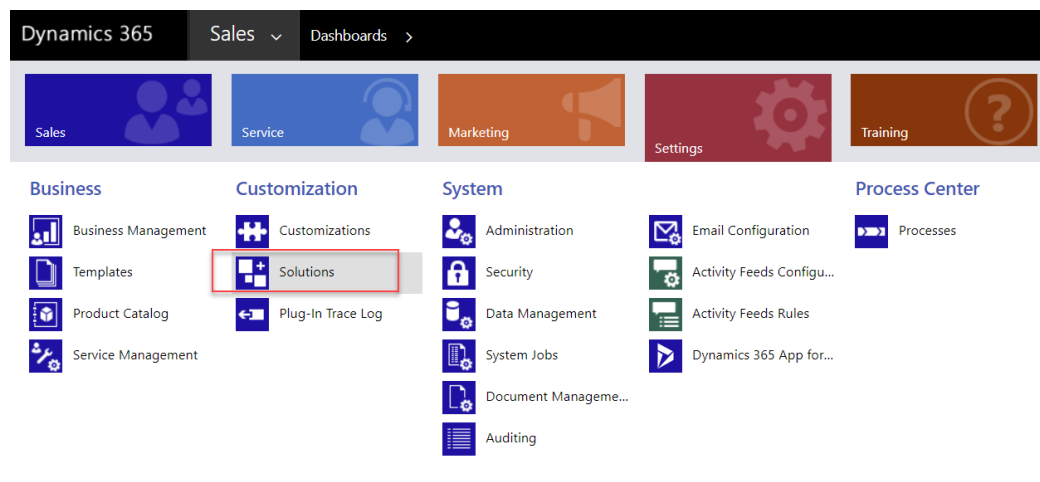 Dynamics 365 Sales Dashboards
Sales Service Marketing Settings Training
Business
Business Management
Templates
Product Catalog
Service Management
Customization
Customizations
Solutions
Plug-In Trace Log
System
Administration
Security
Data Management
System Jobs
Document Manageme...
Auditing
Email Configuration
Activity Feeds Configu...
Activity Feeds Rules
Dynamics 365 App for...
Process Center
Processes